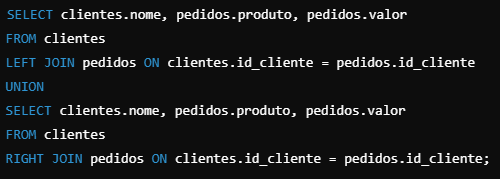 SELECT clientes.nome, pedidos.produto, pedidos.valor
FROM clientes
LEFT JOIN pedidos ON clientes.id_cliente = pedidos.id_cliente
UNION
SELECT clientes.nome, pedidos.produto, pedidos.valor
FROM clientes
RIGHT JOIN pedidos ON clientes.id_cliente = pedidos.id_cliente;